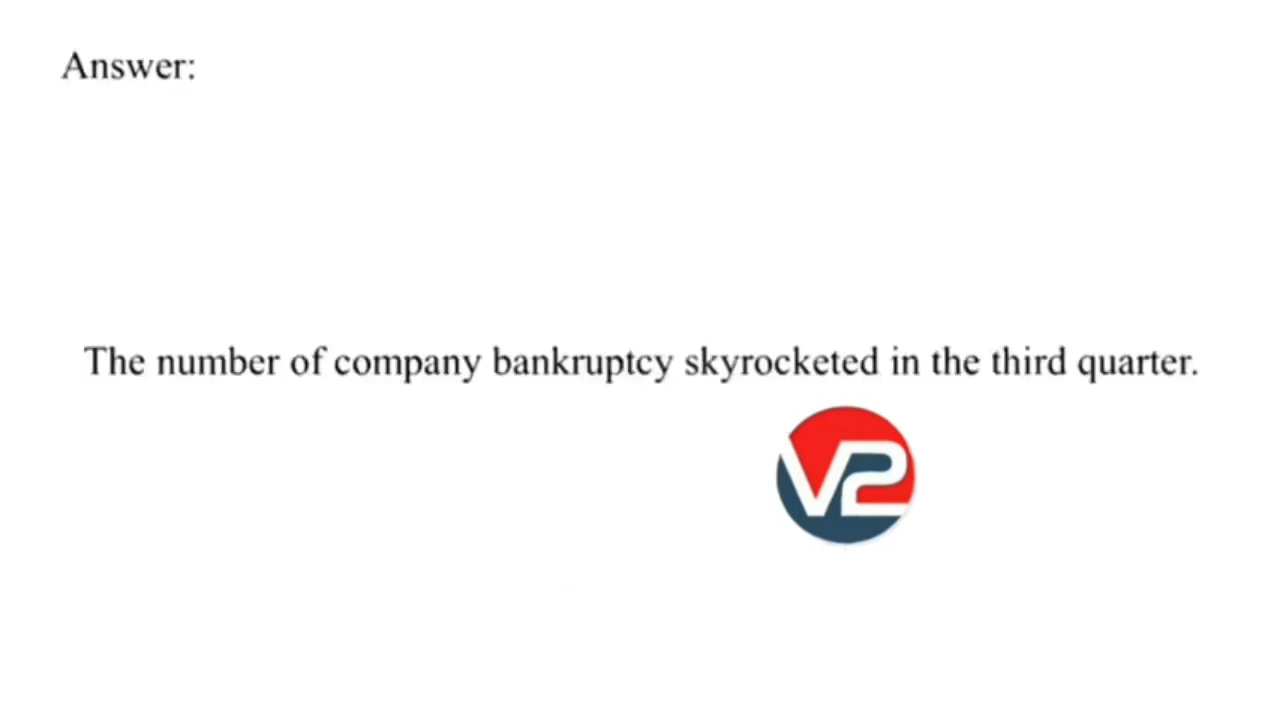 Answer:
The number of company bankruptcy skyrocketed in the third quarter.
V2